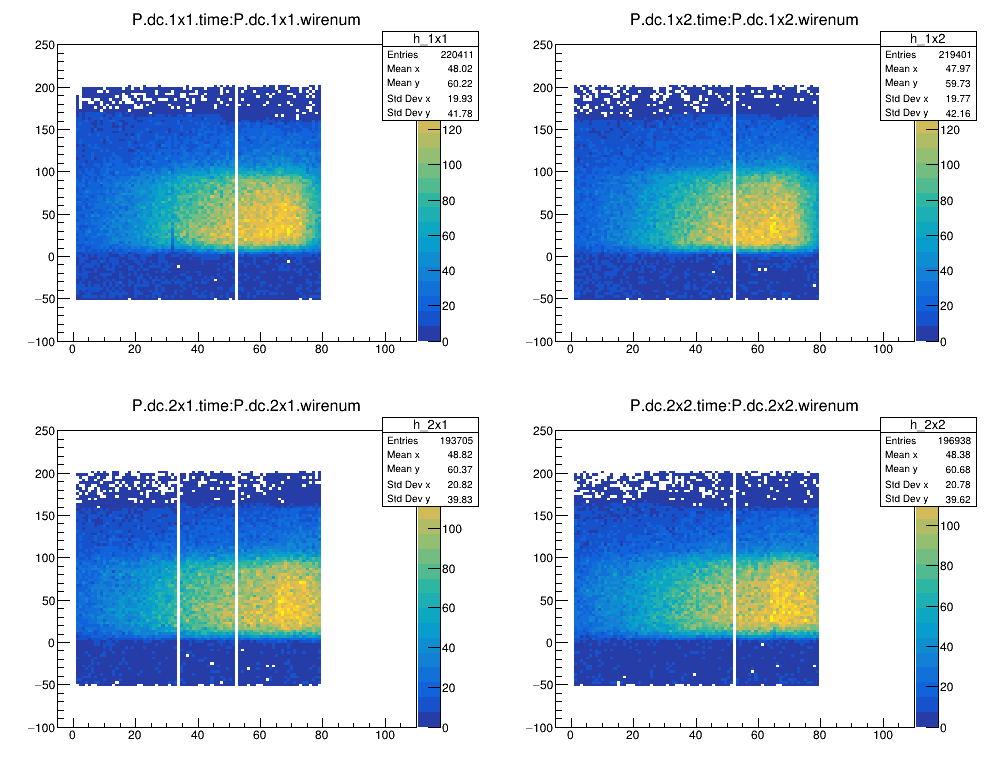 P.dc.1x1.time:P.dc.1x1.wirenum
h_1x1
Entries 220411
Mean x 48.02
Mean y 60.22
Std Dev x 19.93
Std Dev y 41.78
250
200
150
100
50
0
−50
−100
0 20 40 60 80 100
120
100
80
60
40
20
0
P.dc.1x2.time:P.dc.1x2.wirenum
h_1x2
Entries 219401
Mean x 47.97
Mean y 59.73
Std Dev x 19.77
Std Dev y 42.16
250
200
150
100
50
0
−50
−100
0 20 40 60 80 100
120
100
80
60
40
20
0
P.dc.2x1.time:P.dc.2x1.wirenum
h_2x1
Entries 193705
Mean x 48.82
Mean y 60.37
Std Dev x 20.82
Std Dev y 39.83
250
200
150
100
50
0
−50
−100
0 20 40 60 80 100
100
80
60
40
20
0
P.dc.2x2.time:P.dc.2x2.wirenum
h_2x2
Entries 196938
Mean x 48.38
Mean y 60.68
Std Dev x 20.78
Std Dev y 39.62
250
200
150
100
50
0
−50
−100
0 20 40 60 80 100
100
80
60
40
20
0